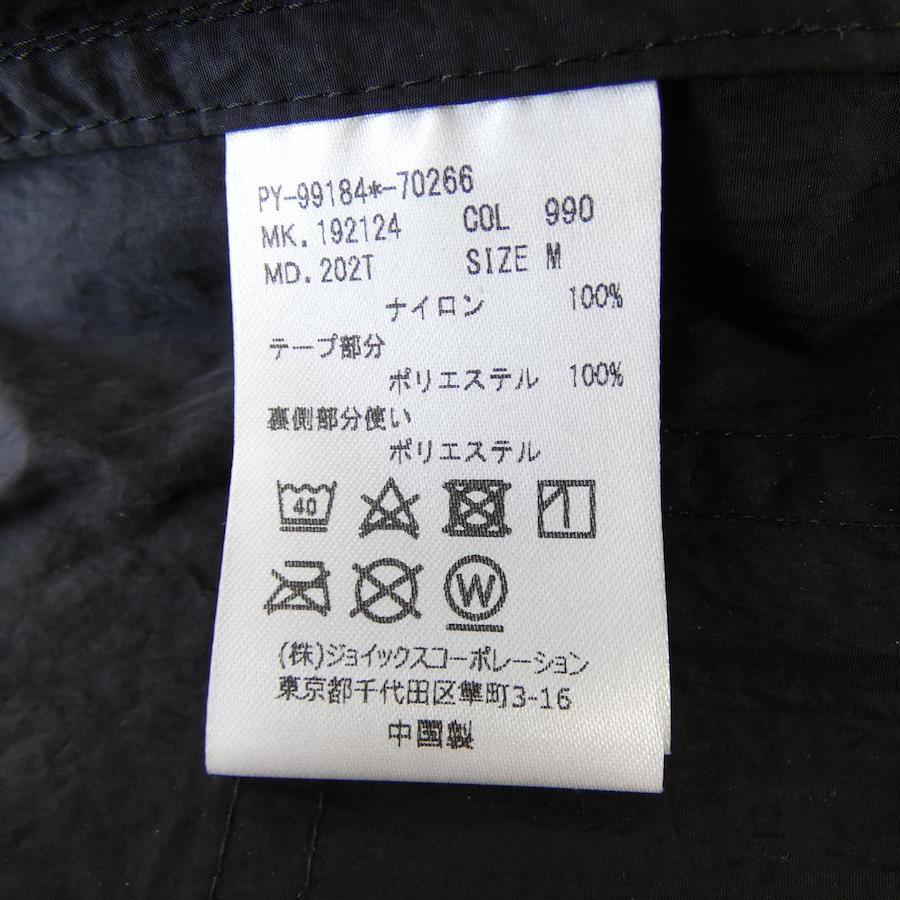 PY-99184*-70266
MK.192124 COL 990
MD.202T SIZE M
ナイロン 100%
テープ部分
ポリエステル 100%
裏側部分使い
ポリエステル
40
W
(株)ジョイックスコーポレーション
東京都千代田区隼町3-16
中国製